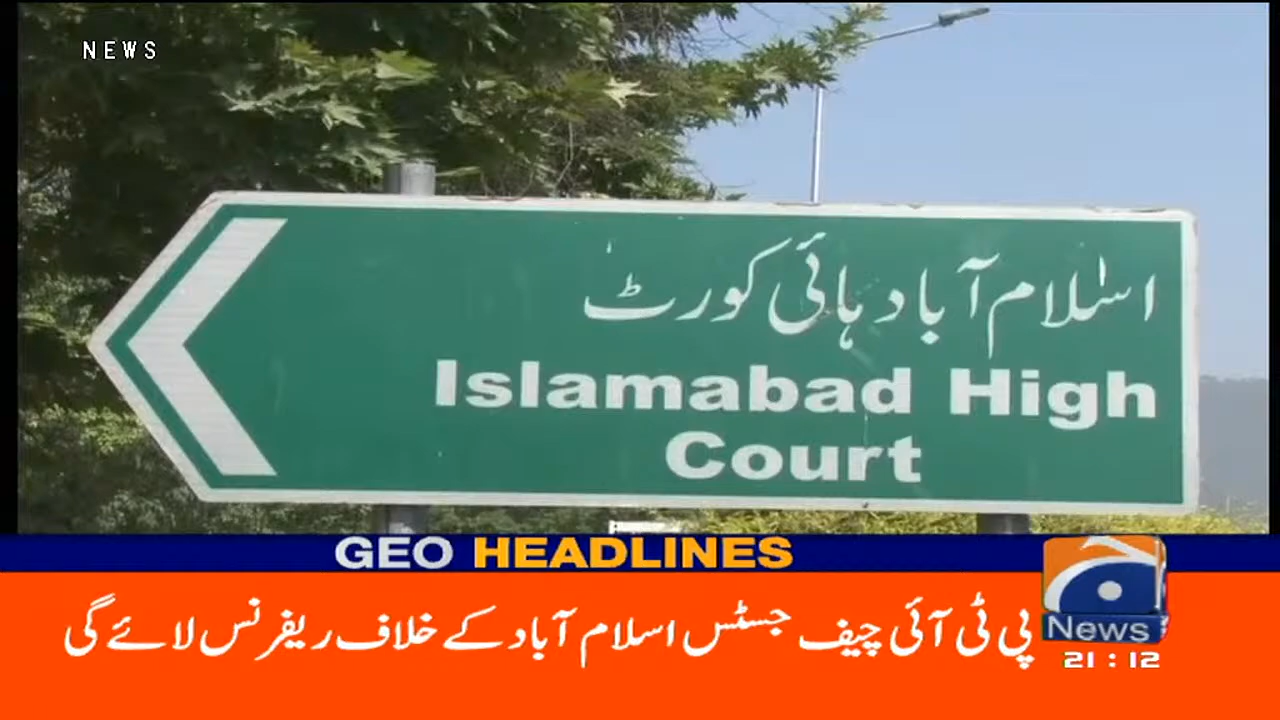 NEWS
اسلام آباد ہائی کورٹ
Islamabad High
Court
GEO HEADLINES
پی ٹی آئی چیف جسٹس اسلام آباد کے خلاف ریفرنس لائے گی
News
21:12